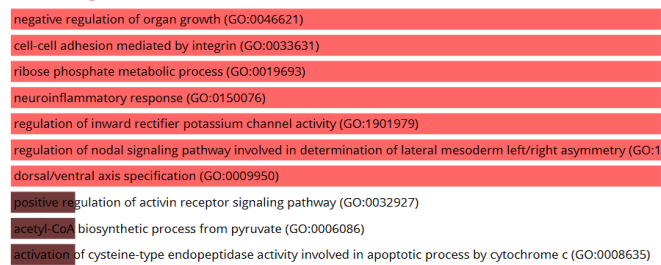 negative regulation of organ growth (GO:0046621)
cell-cell adhesion mediated by integrin (GO:0033631)
ribose phosphate metabolic process (GO:0019693)
neuroinflammatory response (GO:0150076)
regulation of inward rectifier potassium channel activity (GO:1901979)
regulation of nodal signaling pathway involved in determination of lateral mesoderm left/right asymmetry (GO:1
dorsal/ventral axis specification (GO:0009950)
positive regulation of activin receptor signaling pathway (GO:0032927)
acetyl-CoA biosynthetic process from pyruvate (GO:0006086)
activation of cysteine-type endopeptidase activity involved in apoptotic process by cytochrome c (GO:0008635)